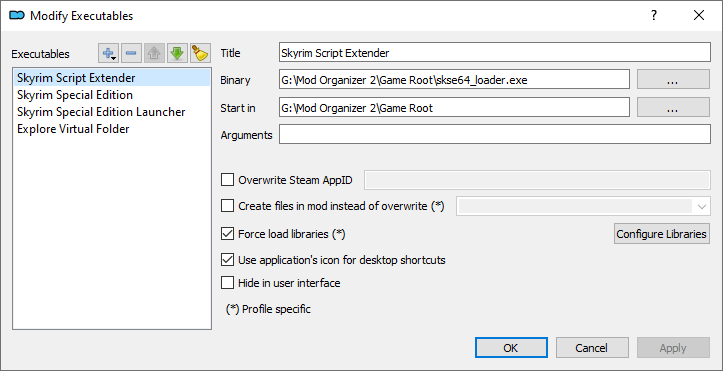 Modify Executables
Executables
Skyrim Script Extender
Skyrim Special Edition
Skyrim Special Edition Launcher
Explore Virtual Folder
Title Skyrim Script Extender
Binary G:\Mod Organizer 2\Game Root\skse64_loader.exe ...
Start in G:\Mod Organizer 2\Game Root ...
Arguments
Overwrite Steam AppID
Create files in mod instead of overwrite (*)
Force load libraries (*) Configure Libraries
Use application's icon for desktop shortcuts
Hide in user interface
(*) Profile specific
OK Cancel Apply